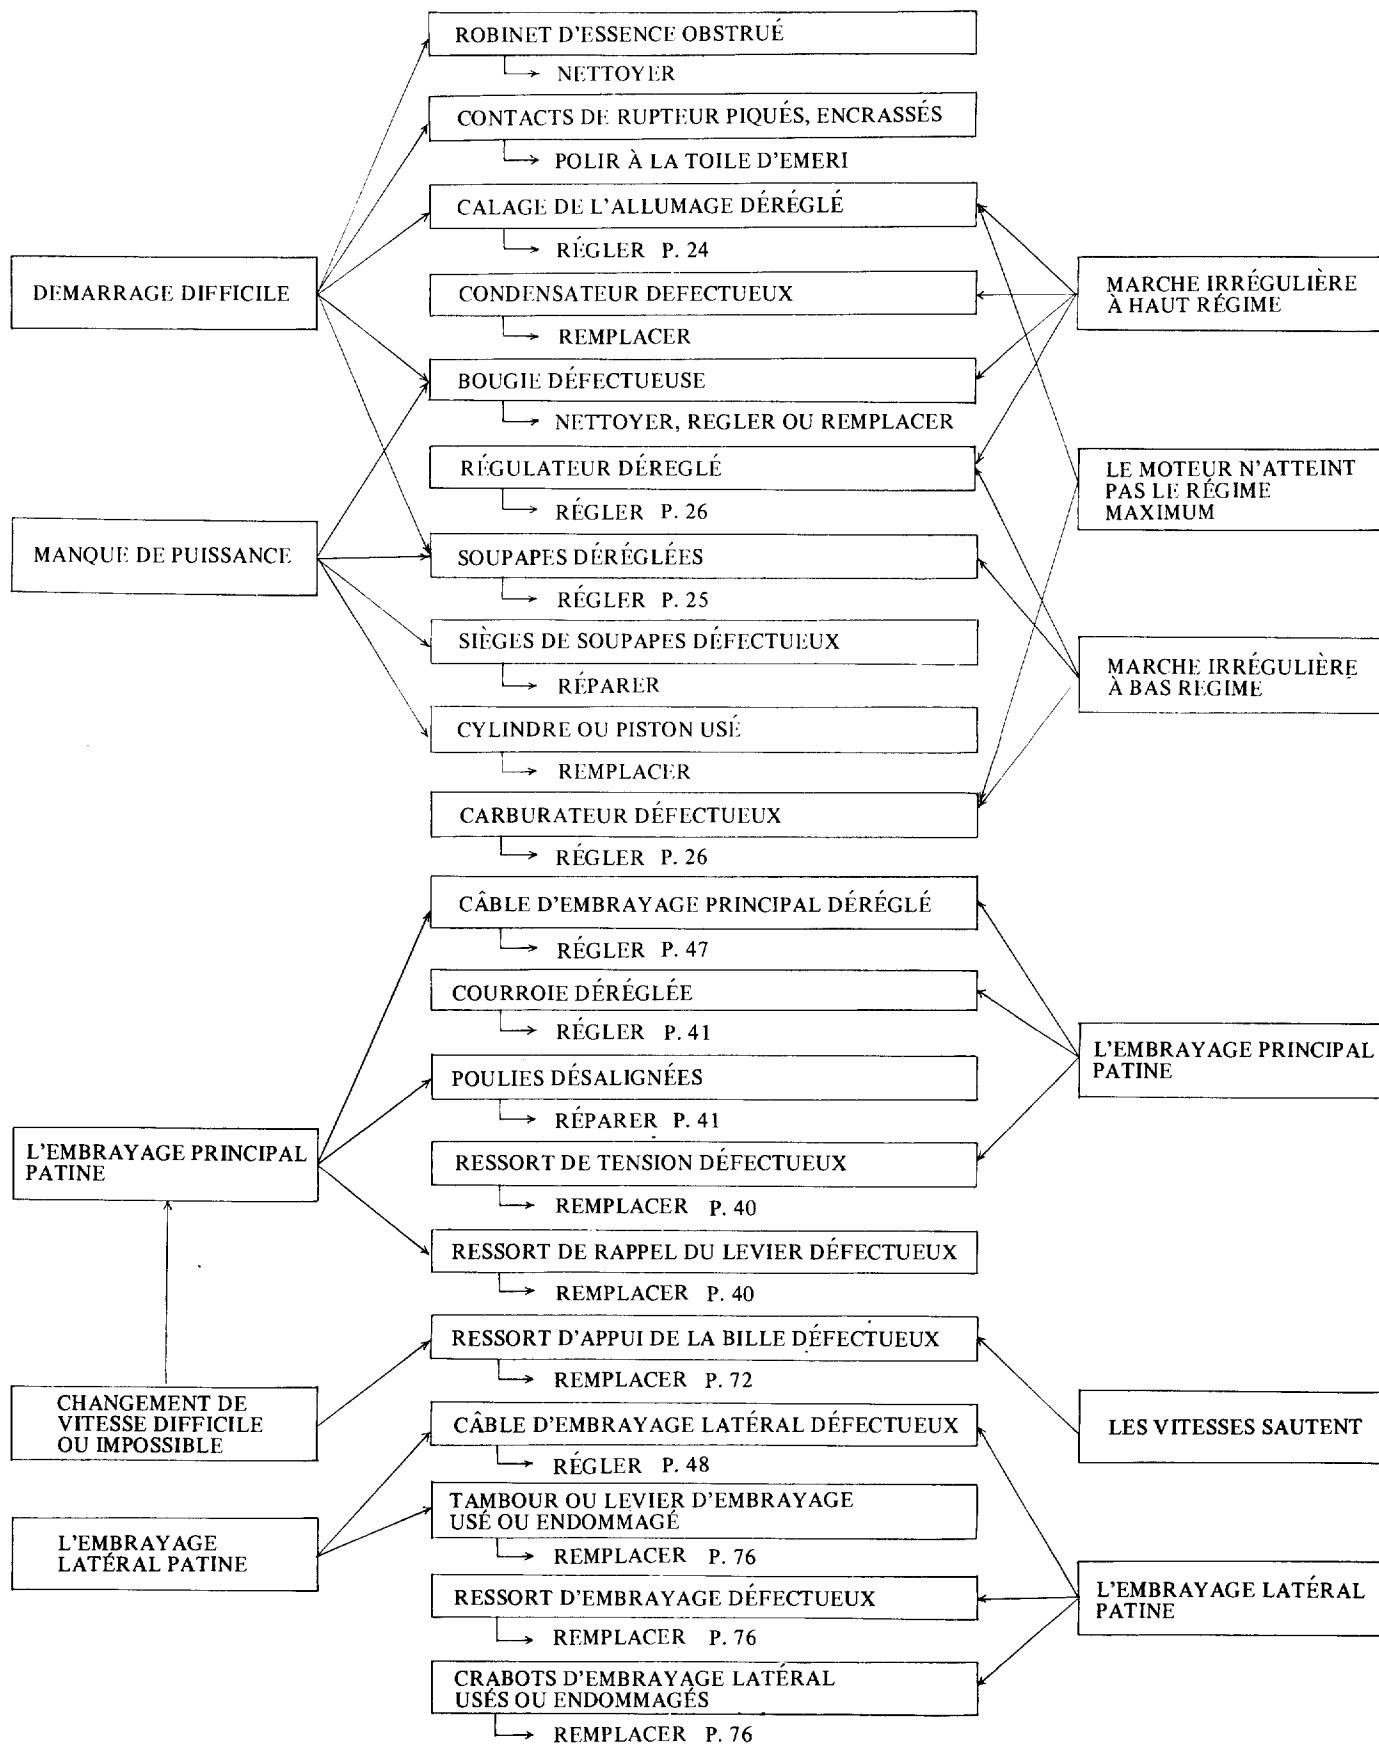 ROBINET D'ESSENCE OBSTRUÉ
NETTOYER
CONTACTS DE RUPTEUR PIQUÉS, ENCRASSÉS
POLIR À LA TOILE D'EMERI
CALAGE DE L'ALLUMAGE DÉRÉGLÉ
RÉGLER P. 24
DEMARRAGE DIFFICILE
CONDENSATEUR DEFECTUEUX
REMPLACER
MARCHE IRRÉGULIÈRE
À HAUT RÉGIME
BOUGIE DÉFECTUEUSE
NETTOYER, REGLER OU REMPLACER
RÉGULATEUR DÉREGLÉ
RÉGLER P. 26
LE MOTEUR N'ATTEINT
PAS LE RÉGIME
MAXIMUM
MANQUE DE PUISSANCE
SOUPAPES DÉRÉGLÉES
RÉGLER P. 25
SIÈGES DE SOUPAPES DÉFECTUEUX
RÉPARER
MARCHE IRRÉGULIÈRE
À BAS REGIME
CYLINDRE OU PISTON USÉ
REMPLACER
CARBURATEUR DÉFECTUEUX
RÉGLER P. 26
CÂBLE D'EMBRAYAGE PRINCIPAL DÉRÉGLÉ
RÉGLER P. 47
COURROIE DÉRÉGLÉE
RÉGLER P. 41
L'EMBRAYAGE PRINCIPAL
PATINE
POULIES DÉSALIGNÉES
RÉPARER P. 41
L'EMBRAYAGE PRINCIPAL
PATINE
RESSORT DE TENSION DÉFECTUEUX
REMPLACER P. 40
RESSORT DE RAPPEL DU LEVIER DÉFECTUEUX
REMPLACER P. 40
RESSORT D'APPUI DE LA BILLE DÉFECTUEUX
REMPLACER P. 72
CHANGEMENT DE
VITESSE DIFFICILE
OU IMPOSSIBLE
CÂBLE D'EMBRAYAGE LATÉRAL DÉFECTUEUX
RÉGLER P. 48
LES VITESSES SAUTENT
TAMBOUR OU LEVIER D'EMBRAYAGE
USÉ OU ENDOMMAGÉ
REMPLACER P. 76
L'EMBRAYAGE
LATÉRAL PATINE
RESSORT D'EMBRAYAGE DÉFECTUEUX
REMPLACER P. 76
L'EMBRAYAGE LATÉRAL
PATINE
CRABOTS D'EMBRAYAGE LATÉRAL
USÉS OU ENDOMMAGÉS
REMPLACER P. 76